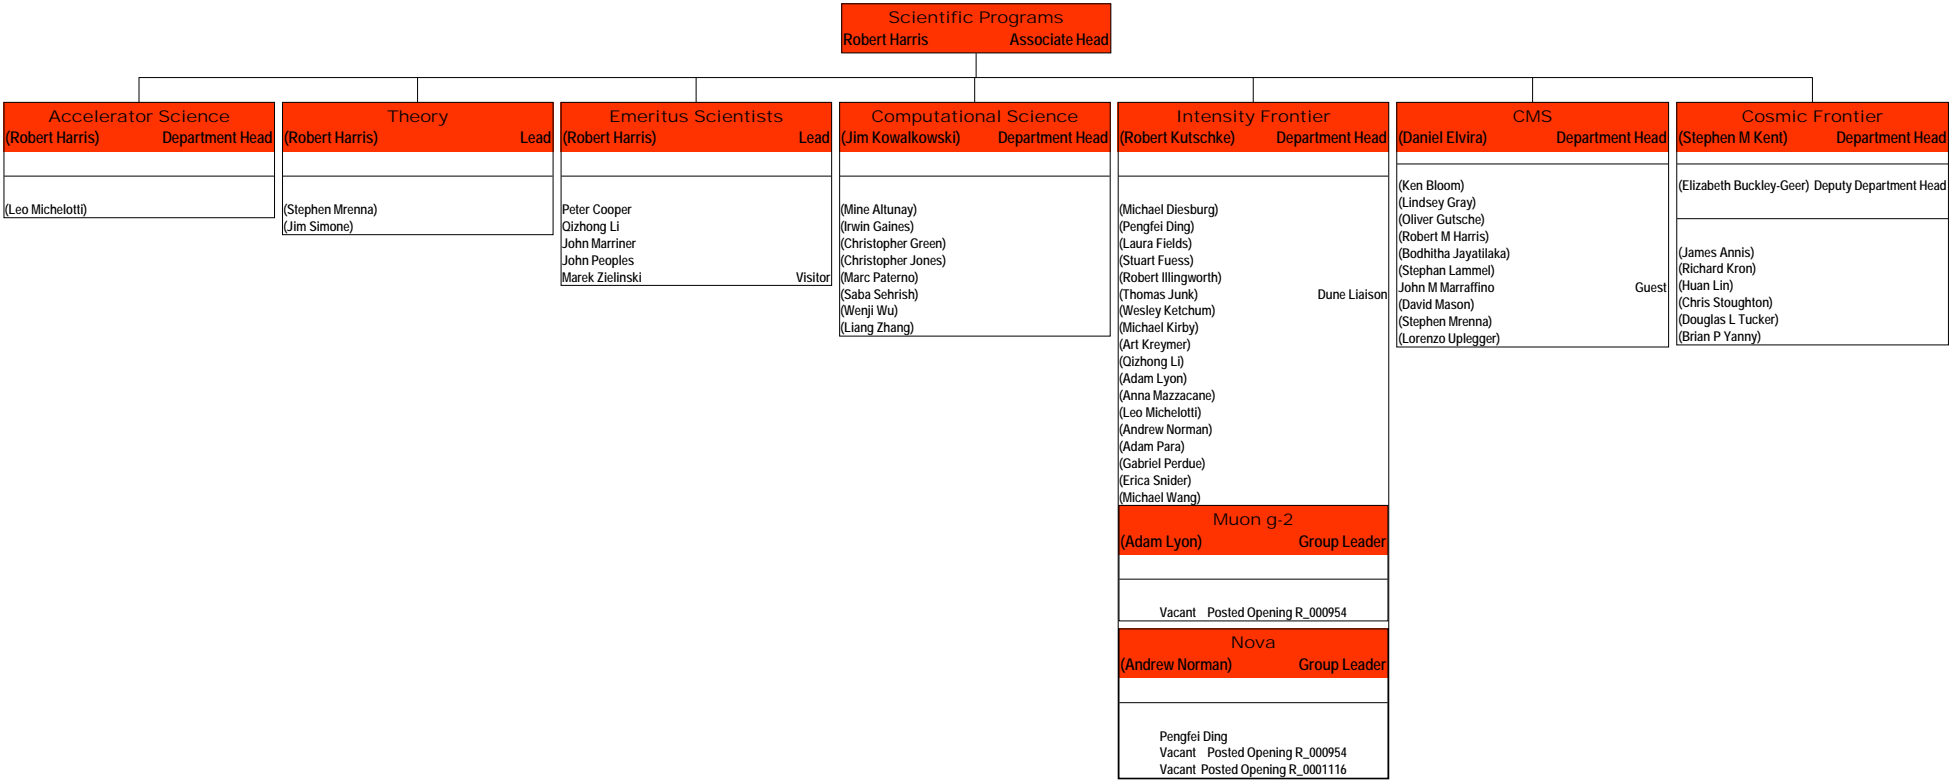 Scientific Programs
Robert Harris Associate Head
Accelerator Science
(Robert Harris) Department Head
(Leo Michelotti)
Theory
(Robert Harris) Lead
(Stephen Mrenna)
(Jim Simone)
Emeritus Scientists
(Robert Harris) Lead
Peter Cooper
Qizhong Li
John Marriner
John Peoples
Marek Zielinski Visitor
Computational Science
(Jim Kowalkowski) Department Head
(Mine Altunay)
(Irwin Gaines)
(Christopher Green)
(Christopher Jones)
(Marc Paterno)
(Saba Sehrish)
(Wenji Wu)
(Liang Zhang)
Intensity Frontier
(Robert Kutschke) Department Head
(Michael Diesburg)
(Pengfei Ding)
(Laura Fields)
(Stuart Fuess)
(Robert Illingworth)
(Thomas Junk) Dune Liaison
(Wesley Ketchum)
(Michael Kirby)
(Art Kreymer)
(Qizhong Li)
(Adam Lyon)
(Anna Mazzacane)
(Leo Michelotti)
(Andrew Norman)
(Adam Para)
(Gabriel Perdue)
(Erica Snider)
(Michael Wang)
Muon g-2
(Adam Lyon) Group Leader
Vacant Posted Opening R_000954
Nova
(Andrew Norman) Group Leader
Pengfei Ding
Vacant Posted Opening R_000954
Vacant Posted Opening R_0001116
CMS
(Daniel Elvira) Department Head
(Ken Bloom)
(Lindsey Gray)
(Oliver Gutsche)
(Robert M Harris)
(Bodhitha Jayatilaka)
(Stephan Lammel)
John M Marraffino Guest
(David Mason)
(Stephen Mrenna)
(Lorenzo Uplegger)
Cosmic Frontier
(Stephen M Kent) Department Head
(Elizabeth Buckley-Geer) Deputy Department Head
(James Annis)
(Richard Kron)
(Huan Lin)
(Chris Stoughton)
(Douglas L Tucker)
(Brian P Yanny)